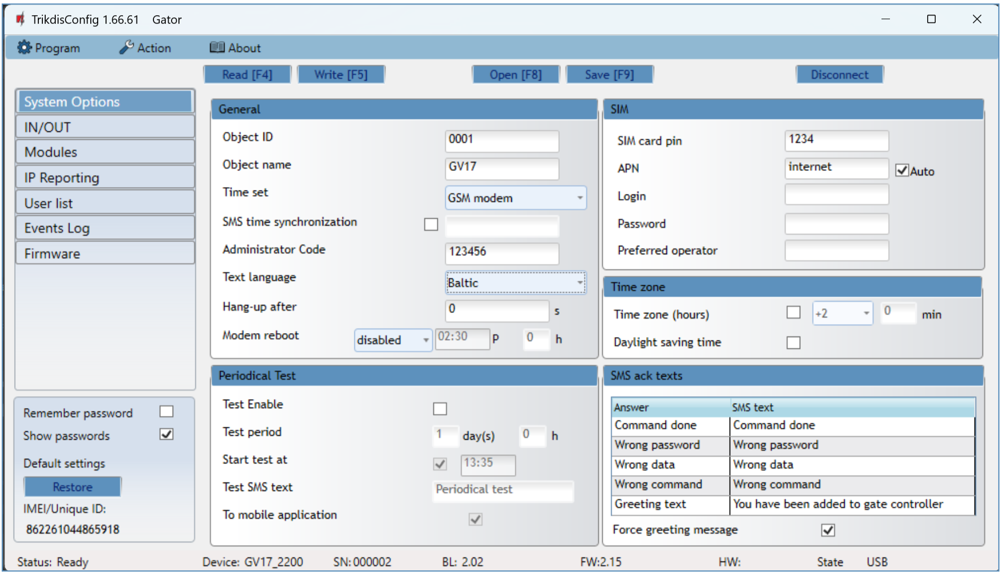 TrikdisConfig 1.66.61 Gator
Program Action About
Read [F4] Write [F5] Open [F8] Save [F9] Disconnect
System Options
IN/OUT
Modules
IP Reporting
User list
Events Log
Firmware
Remember password
Show passwords
Default settings
Restore
IMEI/Unique ID:
862261044865918
General
Object ID 0001
Object name GV17
Time set GSM modem
SMS time synchronization
Administrator Code 123456
Text language Baltic
Hang-up after 0 s
Modem reboot disabled 02:30 P 0 h
Periodical Test
Test Enable
Test period 1 day(s) 0 h
Start test at 13:35
Test SMS text Periodical test
To mobile application
SIM
SIM card pin 1234
APN internet Auto
Login
Password
Preferred operator
Time zone
Time zone (hours) +2 0 min
Daylight saving time
SMS ack texts
Answer SMS text
Command done Command done
Wrong password Wrong password
Wrong data Wrong data
Wrong command Wrong command
Greeting text You have been added to gate controller
Force greeting message
Status: Ready Device: GV17_2200 SN:000002 BL: 2.02 FW:2.15 HW: State USB